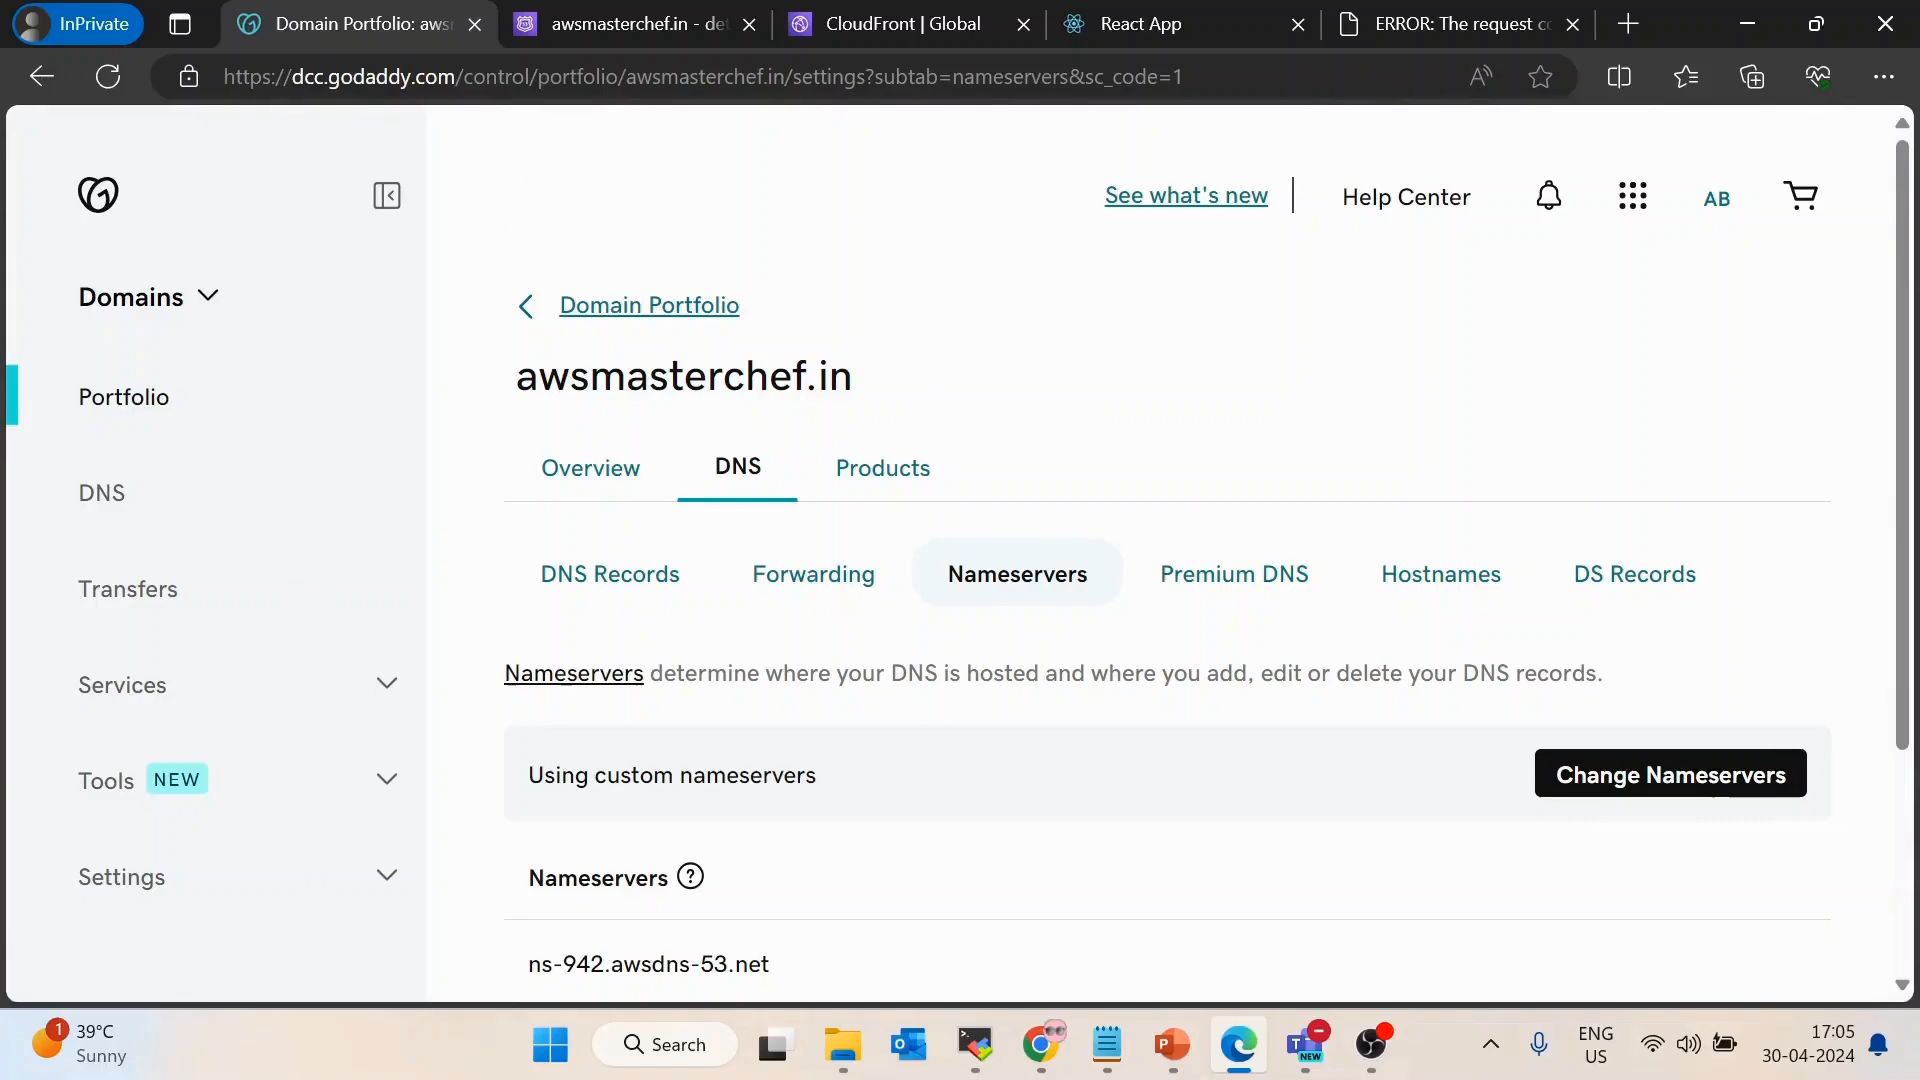 InPrivate
Domain Portfolio: aws
awsmasterchef.in - de
CloudFront | Global
React App
ERROR: The request c
https://dcc.godaddy.com/control/portfolio/awsmasterchef.in/settings?subtab=nameservers&sc_code=1
See what's new
Help Center
AB
Domains
Portfolio
DNS
Transfers
Services
Tools NEW
Settings
Domain Portfolio
awsmasterchef.in
Overview
DNS
Products
DNS Records
Forwarding
Nameservers
Premium DNS
Hostnames
DS Records
Nameservers determine where your DNS is hosted and where you add, edit or delete your DNS records.
Using custom nameservers
Change Nameservers
Nameservers ?
ns-942.awsdns-53.net
1
39°C
Sunny
Search
NEW
ENG
US
17:05
30-04-2024